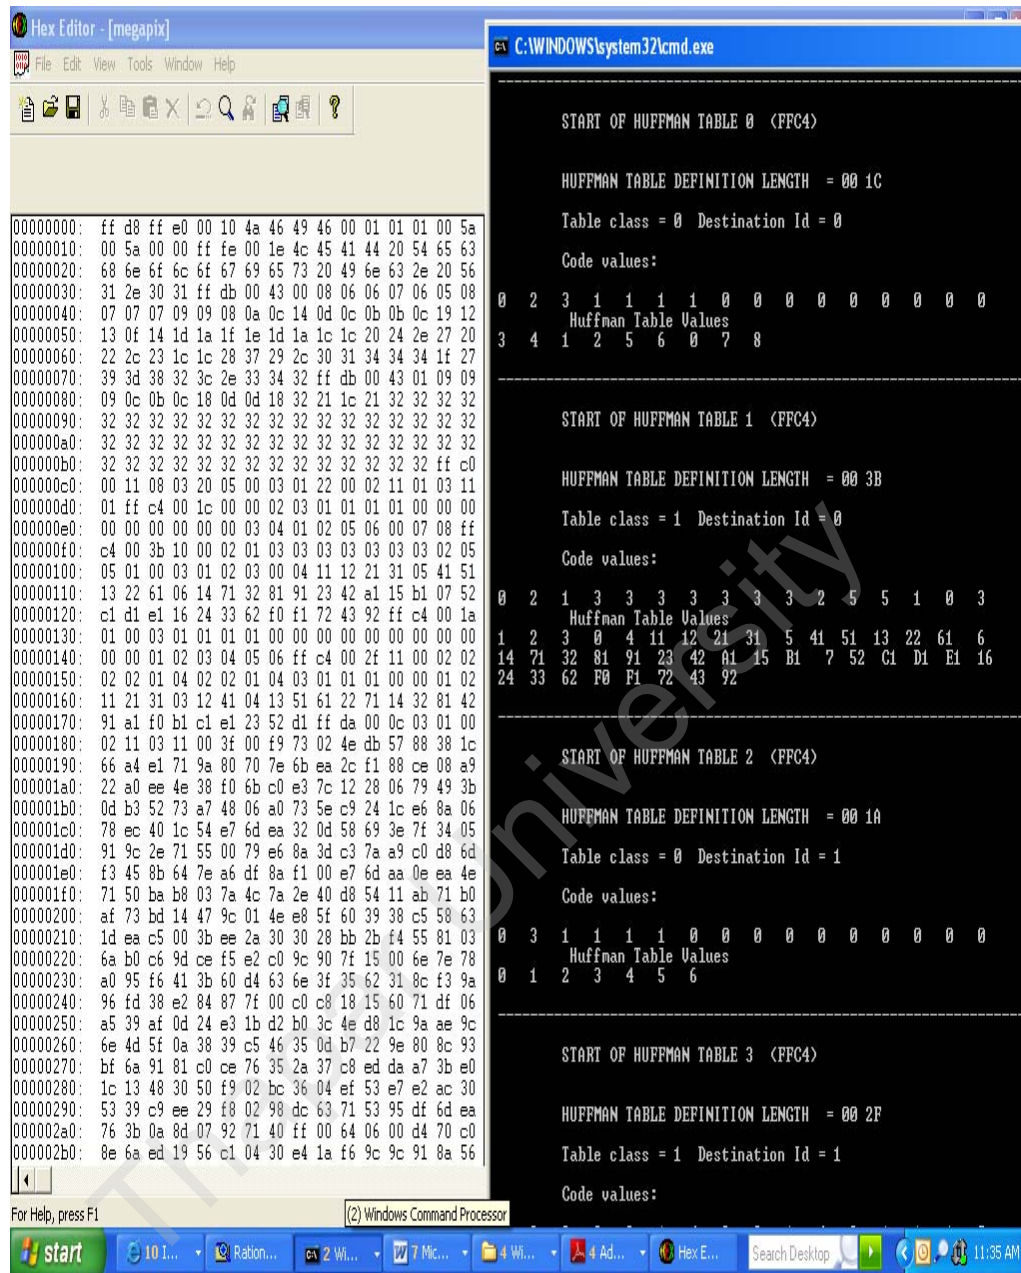 Hex Editor - [megapix]
File Edit View Tools Window Help
00000000: ff d8 ff e0 00 10 4a 46 49 46 00 01 01 01 00 5a
00000010: 00 5a 00 00 ff fe 00 1e 4c 45 41 44 20 54 65 63
00000020: 68 6e 6f 6c 6f 67 69 65 73 20 49 6e 63 2e 20 56
00000030: 31 2e 30 31 ff db 00 43 00 08 06 06 07 06 05 08
00000040: 07 07 07 09 09 08 0a 0c 14 0d 0c 0b 0b 0c 19 12
00000050: 13 0f 14 1d 1a 1f 1e 1d 1a 1c 1c 20 24 2e 27 20
00000060: 22 2c 23 1c 1c 28 37 29 2c 30 31 34 34 34 1f 27
00000070: 39 3d 38 32 3c 2e 33 34 32 ff db 00 43 01 09 09
00000080: 09 0c 0b 0c 18 0d 0d 18 32 21 1c 21 32 32 32 32
00000090: 32 32 32 32 32 32 32 32 32 32 32 32 32 32 32 32
000000a0: 32 32 32 32 32 32 32 32 32 32 32 32 32 32 32 32
000000b0: 32 32 32 32 32 32 32 32 32 32 32 32 32 32 ff c0
000000c0: 00 11 08 03 20 05 00 03 01 22 00 02 11 01 03 11
000000d0: 01 ff c4 00 1c 00 00 02 03 01 01 01 01 00 00 00
000000e0: 00 00 00 00 00 00 03 04 01 02 05 06 00 07 08 ff
000000f0: c4 00 3b 10 00 02 01 03 03 03 03 03 03 03 02 05
00000100: 05 01 00 03 01 02 03 00 04 11 12 21 31 05 41 51
00000110: 13 22 61 06 14 71 32 81 91 23 42 a1 15 b1 07 52
00000120: c1 d1 e1 16 24 33 62 f0 f1 72 43 92 ff c4 00 1a
00000130: 01 00 03 01 01 01 01 00 00 00 00 00 00 00 00 00
00000140: 00 00 01 02 03 04 05 06 ff c4 00 2f 11 00 02 02
00000150: 02 02 01 04 02 02 01 04 03 01 01 01 00 00 01 02
00000160: 11 21 31 03 12 41 04 13 51 61 22 71 14 32 81 42
00000170: 91 a1 f0 b1 c1 e1 23 52 d1 ff da 00 0c 03 01 00
00000180: 02 11 03 11 00 3f 00 f9 73 02 4e db 57 88 38 1c
00000190: 66 a4 e1 71 9a 80 70 7e 6b ea 2c f1 88 ce 08 a9
000001a0: 22 a0 ee 4e 38 f0 6b c0 e3 7c 12 28 06 79 49 3b
000001b0: 0d b3 52 73 a7 48 06 a0 73 5e c9 24 1c e6 8a 06
000001c0: 78 ec 40 1c 54 e7 6d ea 32 0d 58 69 3e 7f 34 05
000001d0: 91 9c 2e 71 55 00 79 e6 8a 3d c3 7a a9 c0 d8 6d
000001e0: f3 45 8b 64 7e a6 df 8a f1 00 e7 6d aa 0e ea 4e
000001f0: 71 50 ba b8 03 7a 4c 7a 2e 40 d8 54 11 ab 71 b0
00000200: af 73 bd 14 47 9c 01 4e e8 5f 60 39 38 c5 58 63
00000210: 1d ea c5 00 3b ee 2a 30 30 28 bb 2b f4 55 81 03
00000220: 6a b0 c6 9d ce f5 e2 c0 9c 90 7f 15 00 6e 7e 78
00000230: a0 95 f6 41 3b 60 d4 63 6e 3f 35 62 31 8c f3 9a
00000240: 96 fd 38 e2 84 87 7f 00 c0 c8 18 15 60 71 df 06
00000250: a5 39 af 0d 24 e3 1b d2 b0 3c 4e d8 1c 9a ae 9c
00000260: 6e 4d 5f 0a 38 39 c5 46 35 0d b7 22 9e 80 8c 93
00000270: bf 6a 91 81 c0 ce 76 35 2a 37 c8 ed da a7 3b e0
00000280: 1c 13 48 30 50 f9 02 bc 36 04 ef 53 e7 e2 ac 30
00000290: 53 39 c9 ee 29 f8 02 98 dc 63 71 53 95 df 6d ea
000002a0: 76 3b 0a 8d 07 92 71 40 ff 00 64 06 00 d4 70 c0
000002b0: 8e 6a ed 19 56 c1 04 30 e4 1a f6 9c 9c 91 8a 56
For Help, press F1
(2) Windows Command Processor
C:\WINDOWS\system32\cmd.exe
START OF HUFFMAN TABLE 0 (FFC4)
HUFFMAN TABLE DEFINITION LENGTH = 00 1C
Table class = 0 Destination Id = 0
Code values:
0 2 3 1 1 1 1 0 0 0 0 0 0 0 0 0
Huffman Table Values
3 4 1 2 5 6 0 7 8
START OF HUFFMAN TABLE 1 (FFC4)
HUFFMAN TABLE DEFINITION LENGTH = 00 3B
Table class = 1 Destination Id = 0
Code values:
0 2 1 3 3 3 3 3 3 3 2 5 5 1 0 3
Huffman Table Values
1 2 3 0 4 11 12 21 31 5 41 51 13 22 61 6
14 71 32 81 91 23 42 A1 15 B1 7 52 C1 D1 E1 16
24 33 62 F0 F1 72 43 92
START OF HUFFMAN TABLE 2 (FFC4)
HUFFMAN TABLE DEFINITION LENGTH = 00 1A
Table class = 0 Destination Id = 1
Code values:
0 3 1 1 1 1 0 0 0 0 0 0 0 0 0 0
Huffman Table Values
0 1 2 3 4 5 6
START OF HUFFMAN TABLE 3 (FFC4)
HUFFMAN TABLE DEFINITION LENGTH = 00 2F
Table class = 1 Destination Id = 1
Code values:
Thapar University
start 10 I... Ration... 2 Wi... 7 Mic... 4 Wi... 4 Ad... Hex E... Search Desktop 11:35 AM